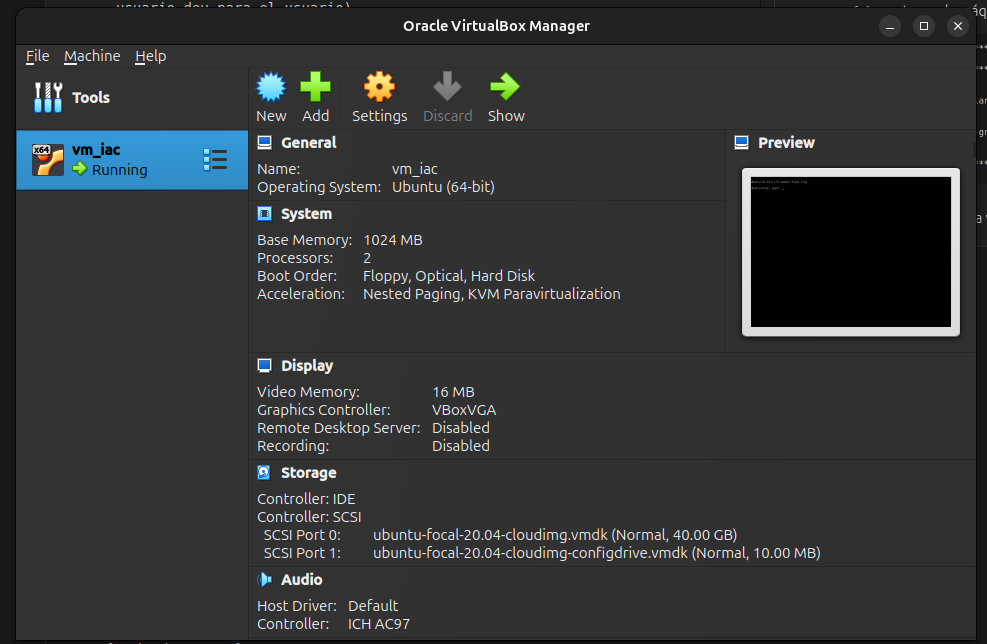 usuario dev para el usuario)
Oracle VirtualBox Manager
File Machine Help
Tools
New Add Settings Discard Show
x64
vm_iac
Running
General
Name: vm_iac
Operating System: Ubuntu (64-bit)
System
Base Memory: 1024 MB
Processors: 2
Boot Order: Floppy, Optical, Hard Disk
Acceleration: Nested Paging, KVM Paravirtualization
Preview
Display
Video Memory: 16 MB
Graphics Controller: VBoxVGA
Remote Desktop Server: Disabled
Recording: Disabled
Storage
Controller: IDE
Controller: SCSI
SCSI Port 0: ubuntu-focal-20.04-cloudimg.vmdk (Normal, 40.00 GB)
SCSI Port 1: ubuntu-focal-20.04-cloudimg-configdrive.vmdk (Normal, 10.00 MB)
Audio
Host Driver: Default
Controller: ICH AC97